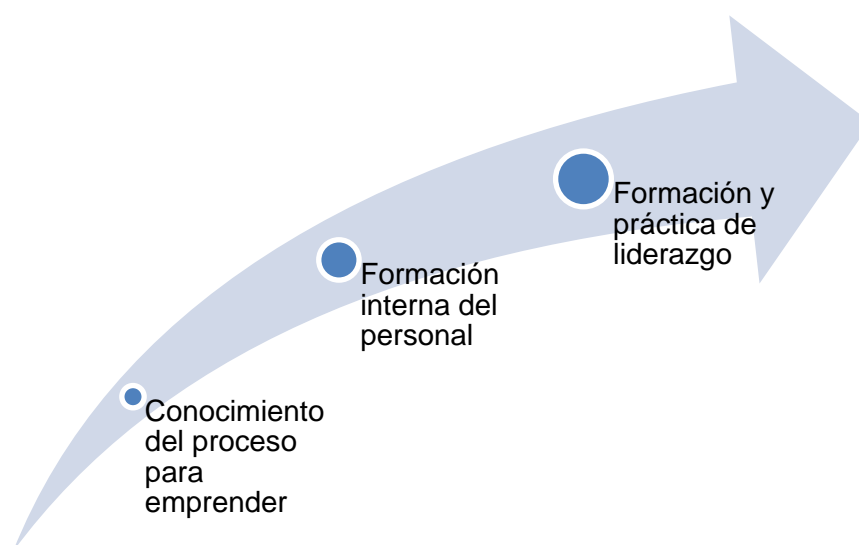 Conocimiento
del proceso
para
emprender
Formación
interna del
personal
Formación y
práctica de
liderazgo